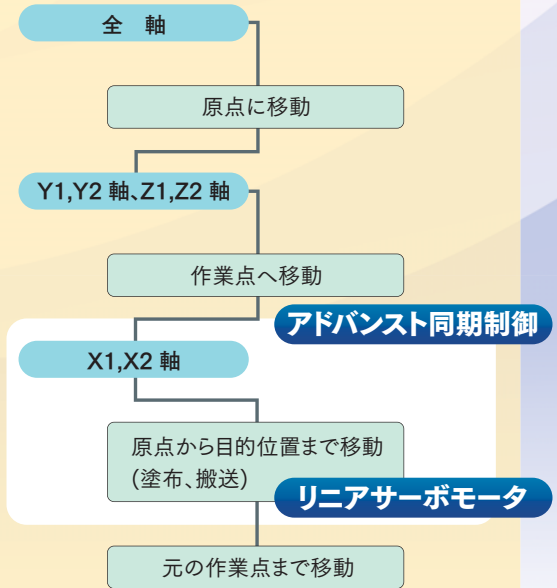 全　軸
原点に移動
Y1,Y2 軸、Z1,Z2 軸
作業点へ移動
アドバンスト同期制御
X1,X2 軸
原点から目的位置まで移動
(塗布、搬送)
リニアサーボモータ
元の作業点まで移動